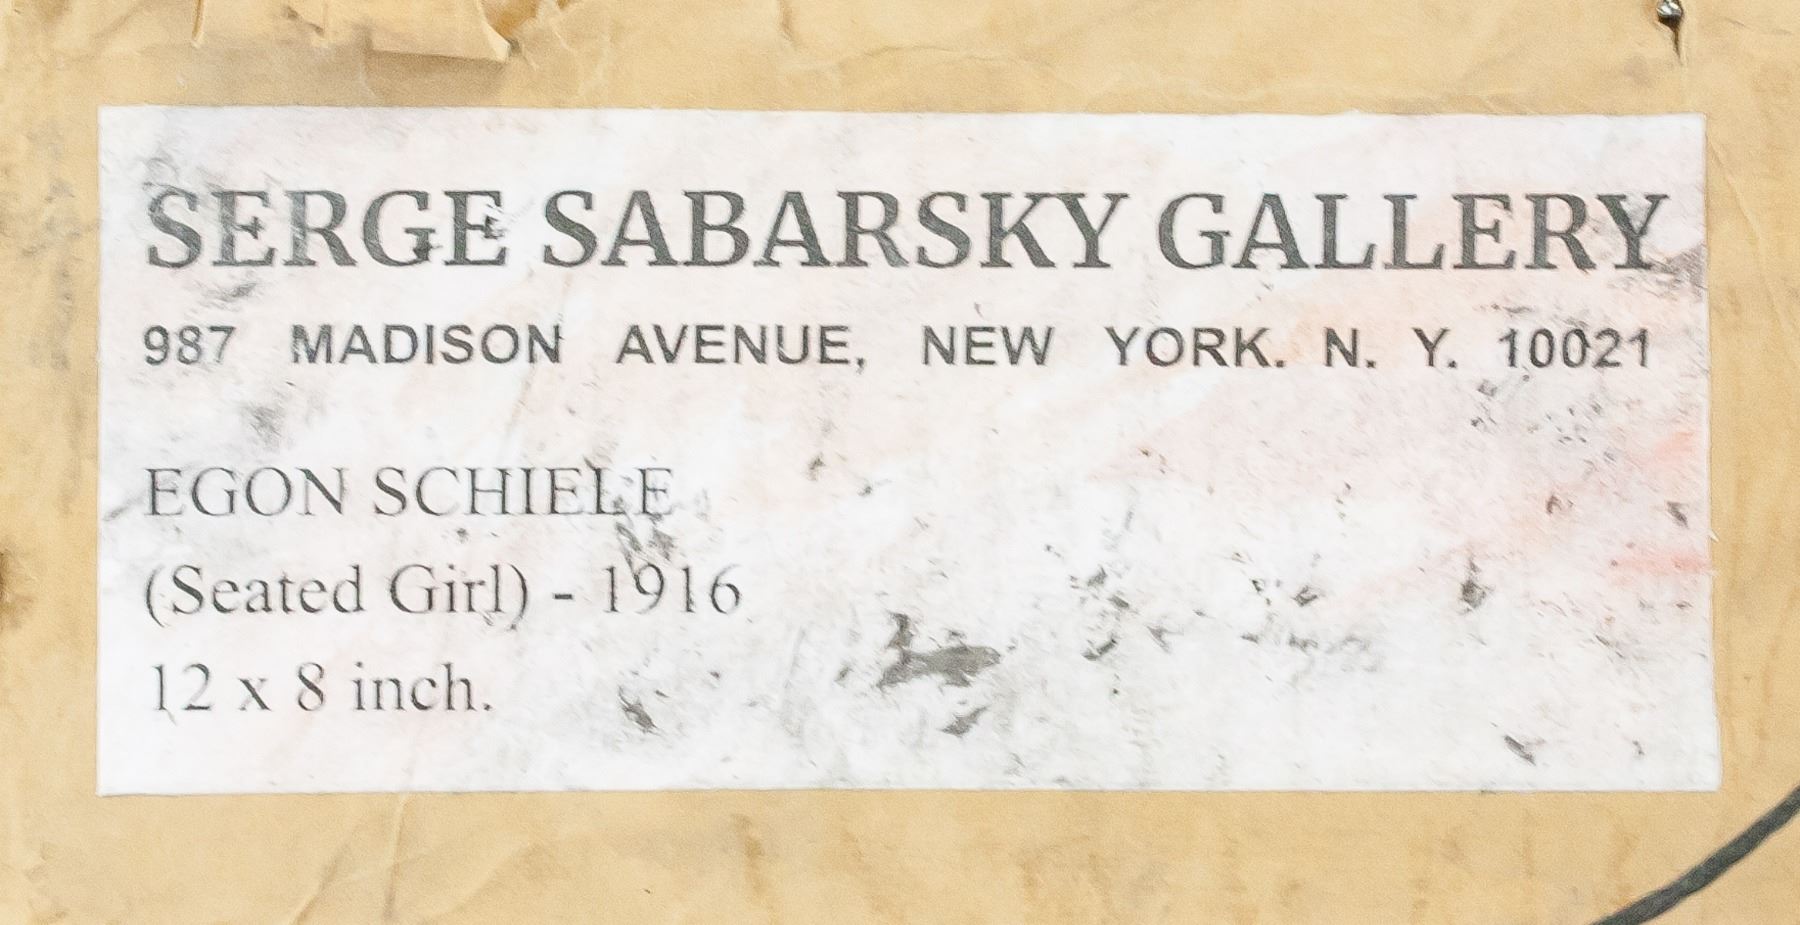 SERGE SABARSKY GALLERY
987 MADISON AVENUE, NEW YORK. N. Y. 10021
EGON SCHIELE
(Seated Girl) - 1916
12 x 8 inch.